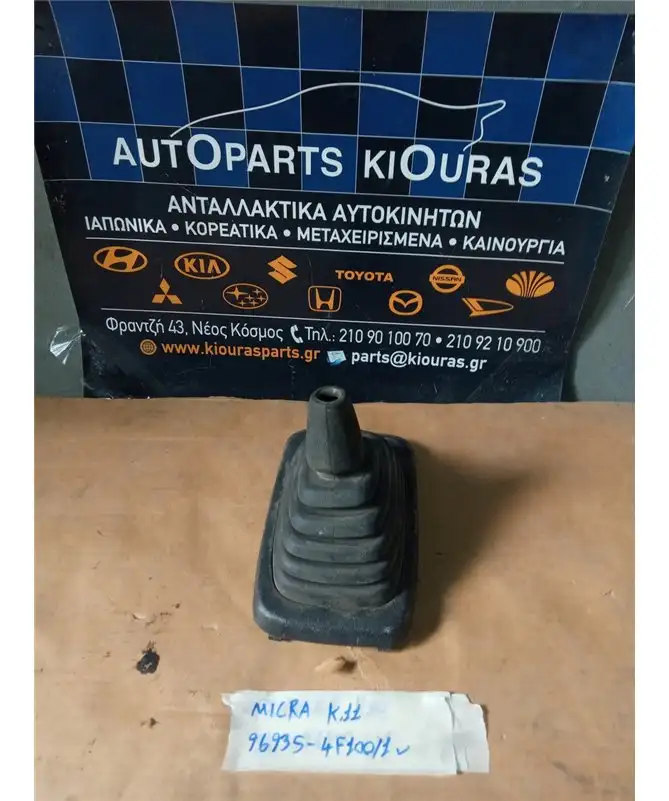 AUTOPARTS KIOURAS
ΑΝΤΑΛΛΑΚΤΙΚΑ ΑΥΤΟΚΙΝΗΤΩΝ
ΙΑΠΩΝΙΚΑ • ΚΟΡΕΑΤΙΚΑ • ΜΕΤΑΧΕΙΡΙΣΜΕΝΑ • ΚΑΙΝΟΥΡΓΙΑ
KIA TOYOTA NISSAN
Φραντζή 43, Νέος Κόσμος Τηλ.: 210 90 100 70 • 210 92 10 900
www.kiourasparts.gr parts@kiouras.gr
MICRA K11
96935-4F100/1